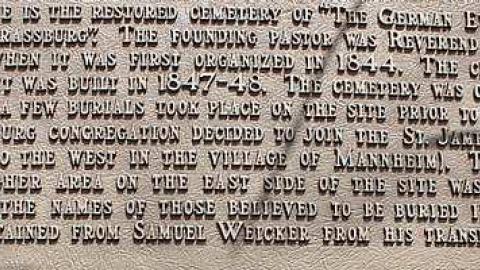 E IS THE RESTORED CEMETERY OF "THE GERMAN E
RASSBURG" THE FOUNDING PASTOR WAS REVEREND
WHEN IT WAS FIRST ORGANIZED IN 1844. THE C
T WAS BUILT IN 1847-48. THE CEMETERY WAS O
A FEW BURIALS TOOK PLACE ON THE SITE PRIOR TO
URG CONGREGATION DECIDED TO JOIN THE ST. JAM
O THE WEST IN THE VILLAGE OF MANNHEIM). T
HER AREA ON THE EAST SIDE OF THE SITE WAS
THE NAMES OF THOSE BELIEVED TO BE BURIED I
TAINED FROM SAMUEL WEICKER FROM HIS TRANS